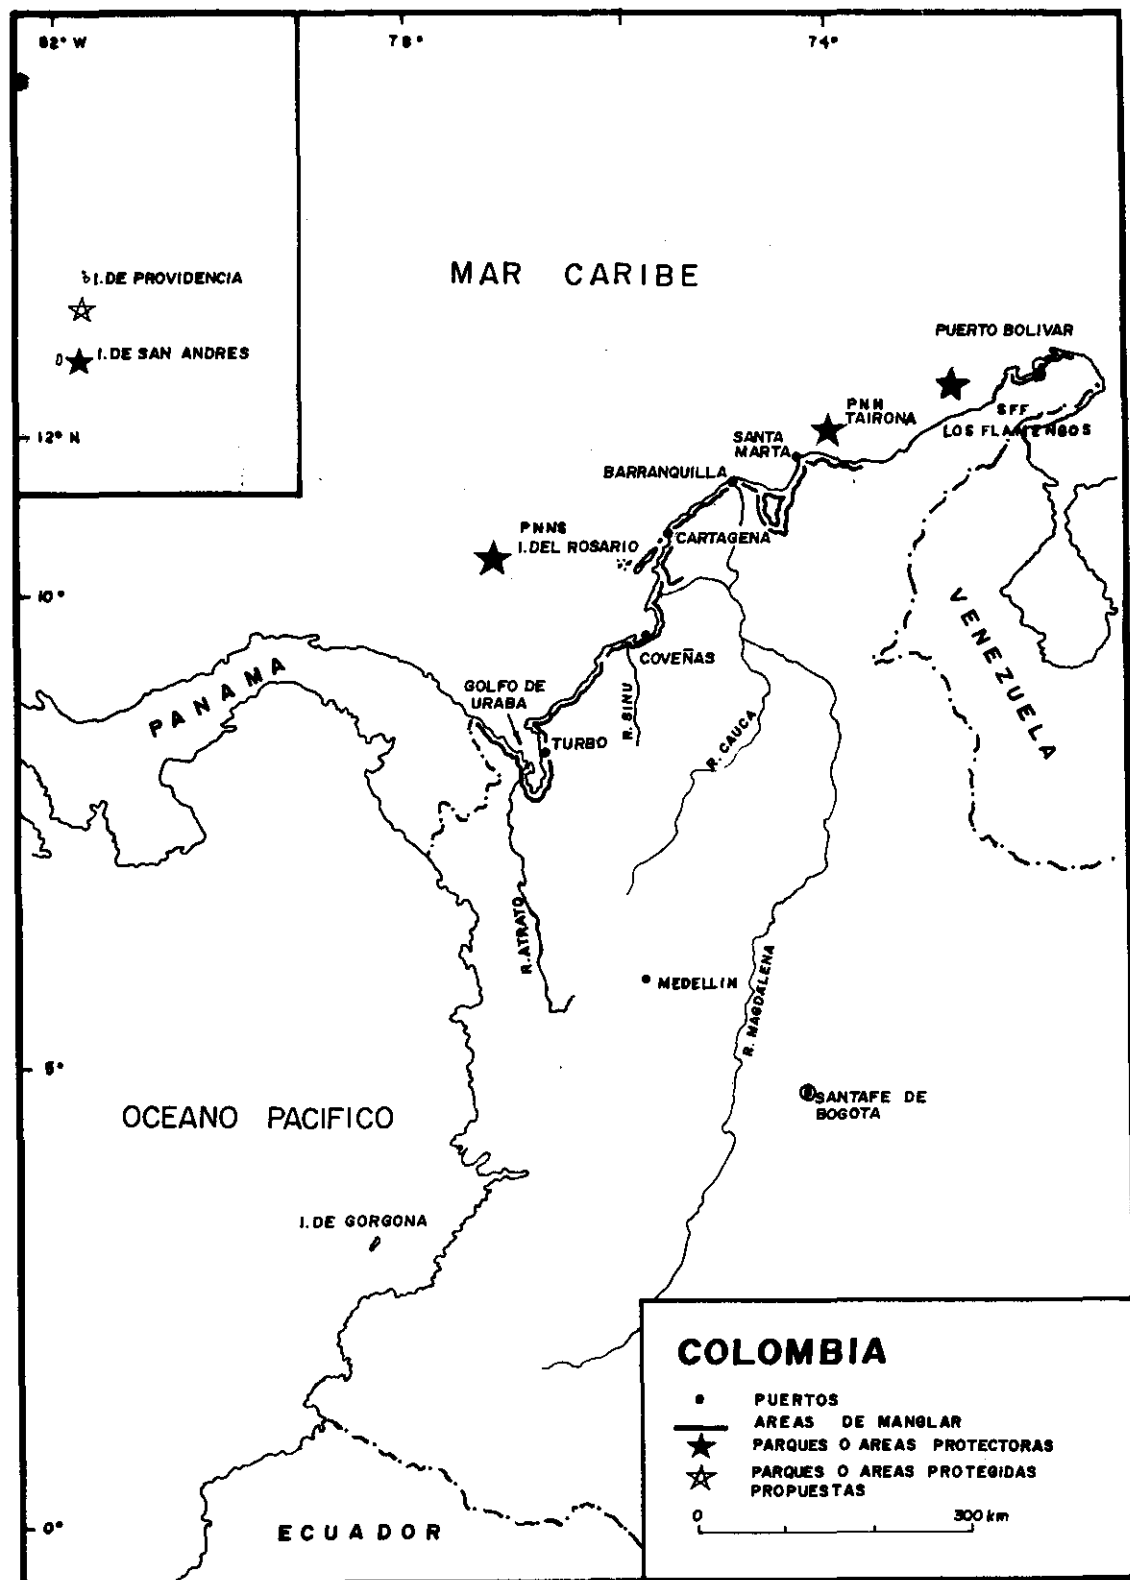 82° W
78°
74°
I. DE PROVIDENCIA
I. DE SAN ANDRES
MAR CARIBE
PUERTO BOLIVAR
12° N
PNN
TAIRONA
SFF
LOS FLAMENGOS
SANTA
MARTA
BARRANQUILLA
PNNS
I. DEL ROSARIO
CARTAGENA
10°
VENEZUELA
COVEÑAS
PANAMA
GOLFO DE
URABA
R. SINU
R. CAUCA
TURBO
R. ATRATO
MEDELLIN
R. MAGDALENA
5°
SANTAFE DE
BOGOTA
OCEANO PACIFICO
I. DE GORGONA
COLOMBIA
PUERTOS
AREAS DE MANGLAR
PARQUES O AREAS PROTECTORAS
PARQUES O AREAS PROTEGIDAS
PROPUESTAS
0 300 km
0°
ECUADOR